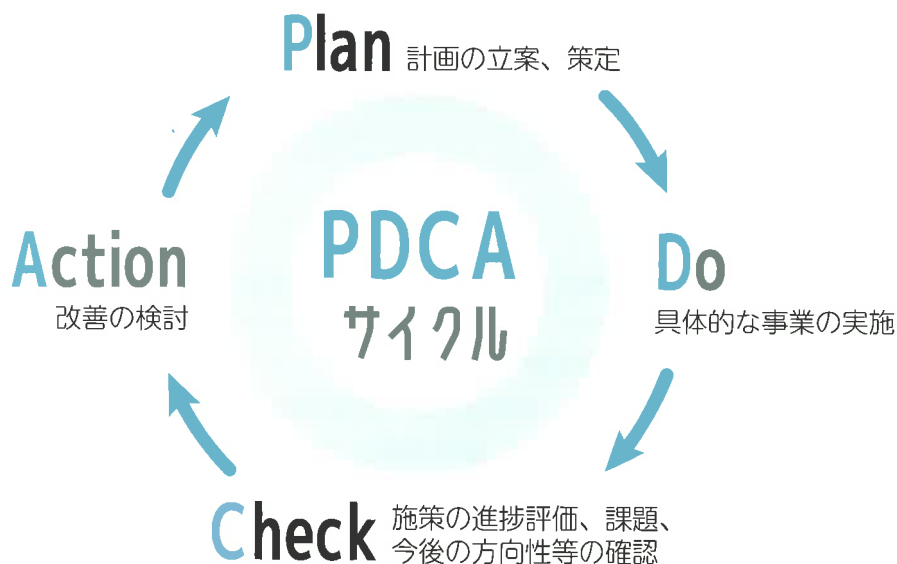 Plan 計画の立案、策定
PDCA
サイクル
Action
改善の検討
Do
具体的な事業の実施
Check 施策の進捗評価、課題、
今後の方向性等の確認